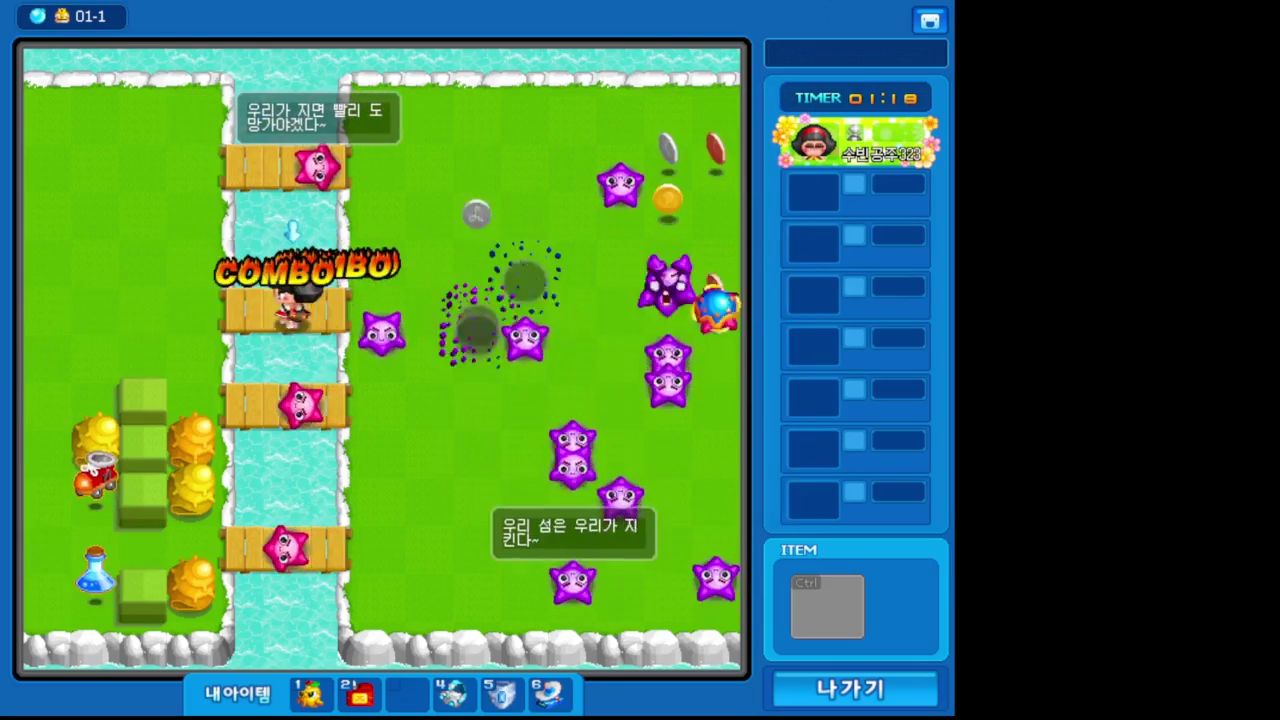 01-1
우리가 지면 빨리 도
망가야겠다~
COMBO
우리 섬은 우리가 지
킨다~
TIMER 01:18
수빈공주323
ITEM
Ctrl
내아이템
1
2
4
5
6
나가기